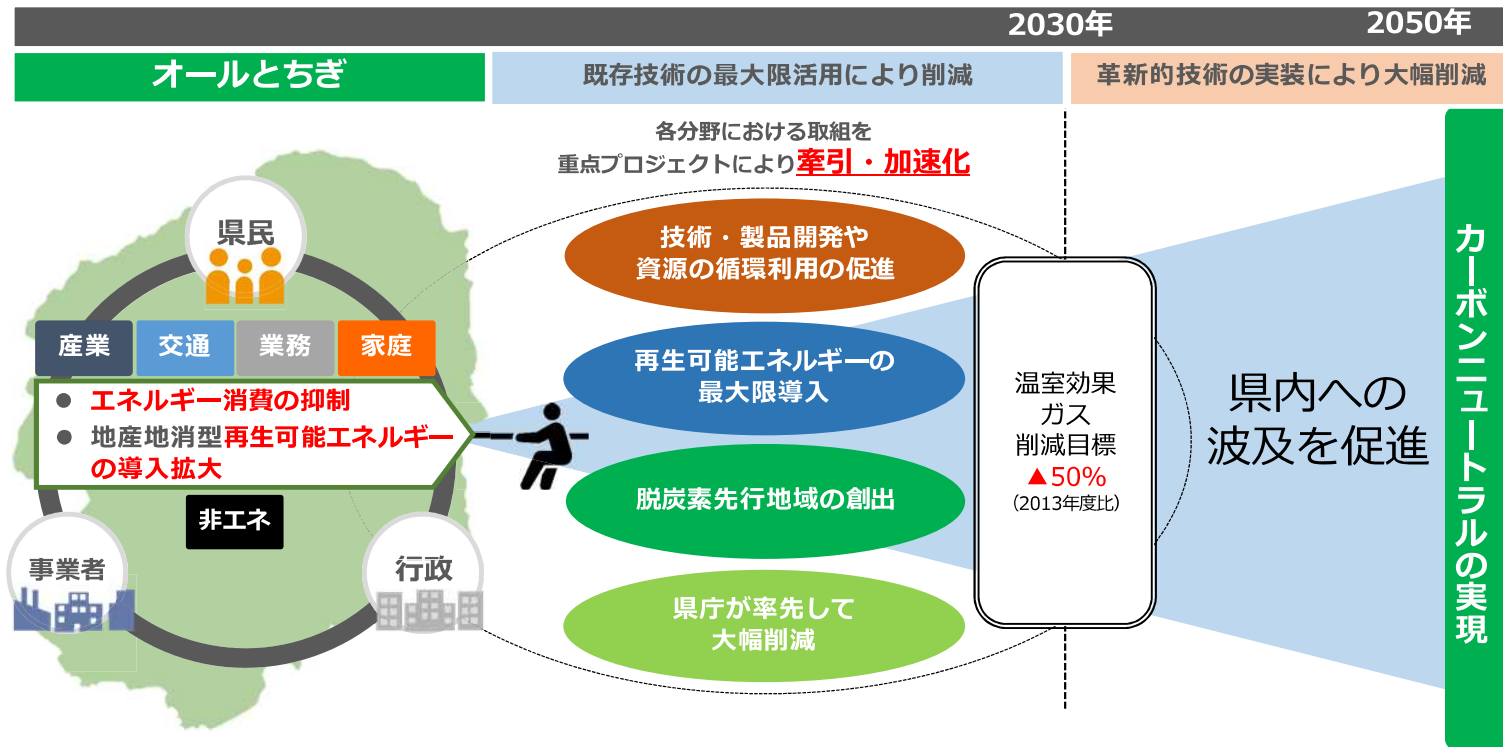 2030年
2050年
オールとちぎ
既存技術の最大限活用により削減
革新的技術の実装により大幅削減
各分野における取組を
重点プロジェクトにより牽引・加速化
県民
産業
交通
業務
家庭
● エネルギー消費の抑制
● 地産地消型再生可能エネルギー
の導入拡大
非エネ
事業者
行政
技術・製品開発や
資源の循環利用の促進
再生可能エネルギーの
最大限導入
脱炭素先行地域の創出
県庁が率先して
大幅削減
温室効果
ガス
削減目標
▲50%
（2013年度比）
県内への
波及を促進
カーボンニュートラルの実現